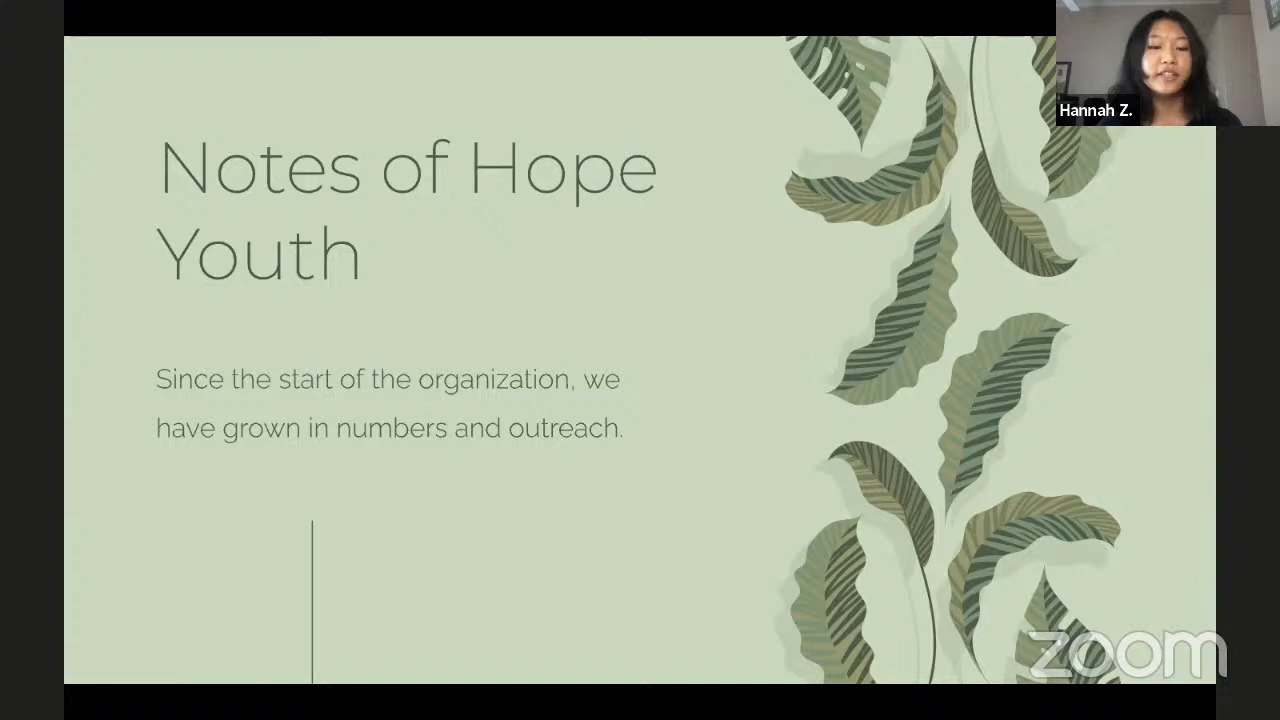 Notes of Hope
Youth
Since the start of the organization, we
have grown in numbers and outreach.
Hannah Z.
zoom